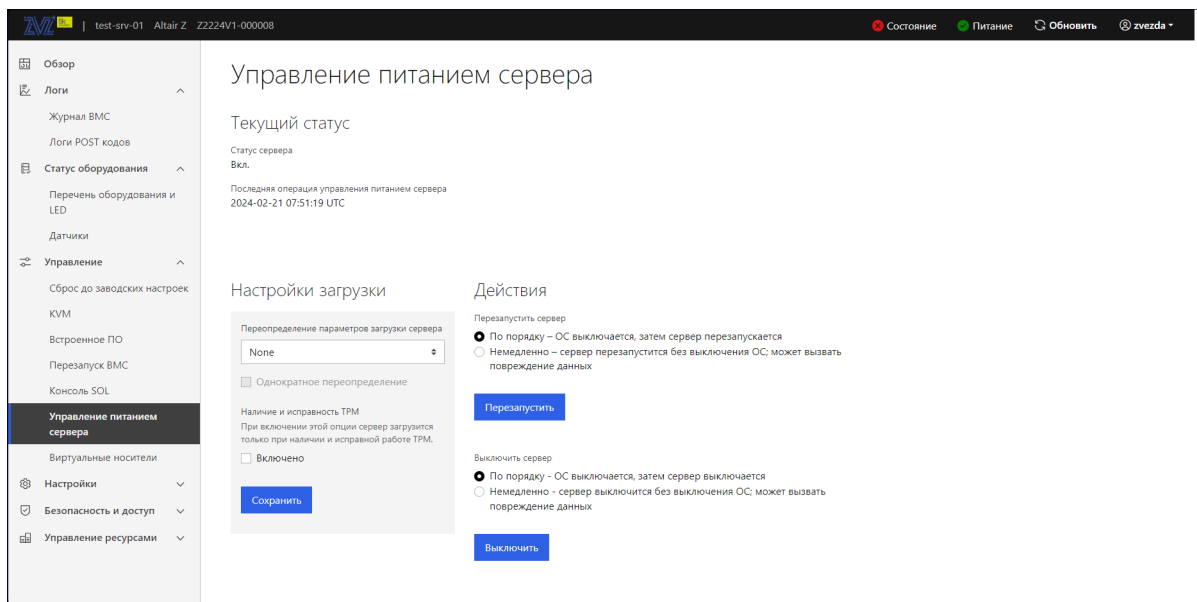 ZVZ
| test-srv-01 Altair Z Z2224V1-000008
Состояние
Питание
Обновить
zvezda
Обзор
Логи
Журнал BMC
Логи POST кодов
Статус оборудования
Перечень оборудования и
LED
Датчики
Управление
Сброс до заводских настроек
KVM
Встроенное ПО
Перезапуск BMC
Консоль SOL
Управление питанием
сервера
Виртуальные носители
Настройки
Безопасность и доступ
Управление ресурсами
Управление питанием сервера
Текущий статус
Статус сервера
Вкл.
Последняя операция управления питанием сервера
2024-02-21 07:51:19 UTC
Настройки загрузки
Переопределение параметров загрузки сервера
None
Однократное переопределение
Наличие и исправность TPM
При включении этой опции сервер загрузится
только при наличии и исправной работе TPM.
Включено
Сохранить
Действия
Перезапустить сервер
По порядку – ОС выключается, затем сервер перезапускается
Немедленно – сервер перезапустится без выключения ОС; может вызвать
повреждение данных
Перезапустить
Выключить сервер
По порядку - ОС выключается, затем сервер выключается
Немедленно - сервер выключится без выключения ОС; может вызвать
повреждение данных
Выключить